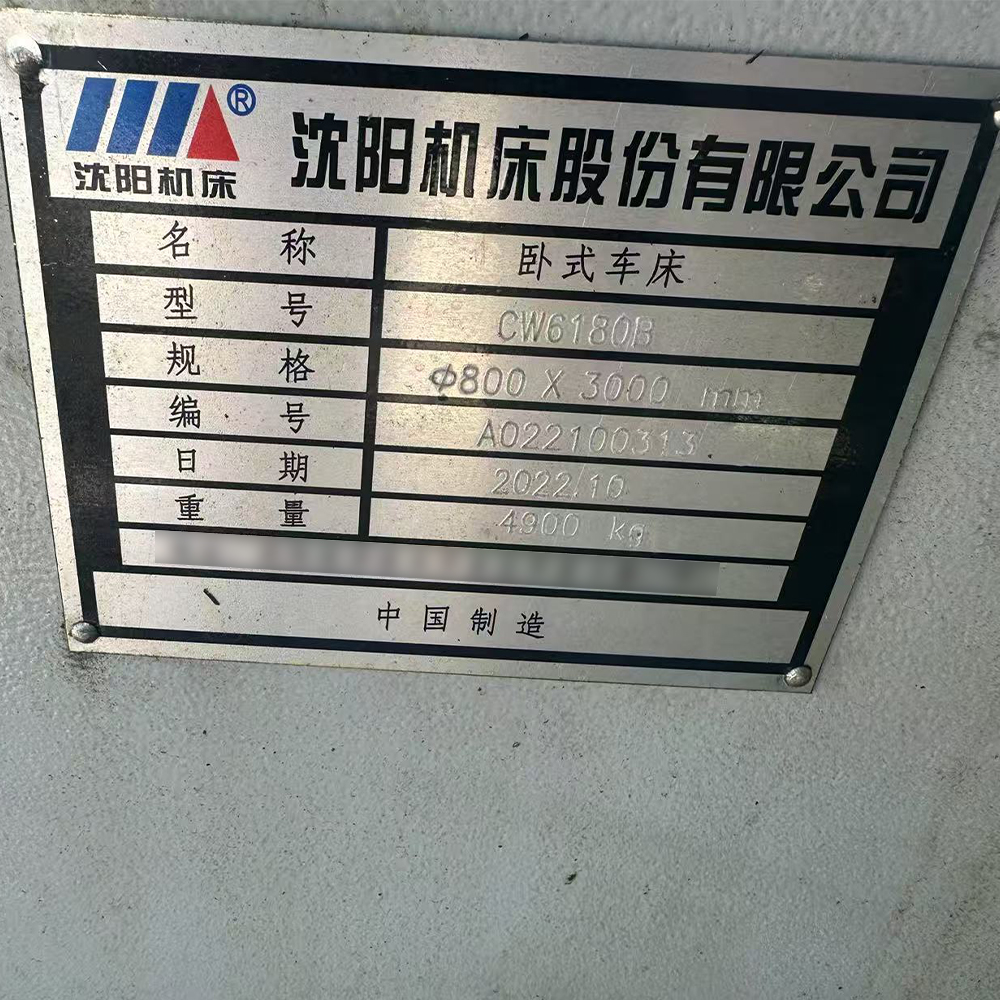 ®
沈阳机床
沈阳机床股份有限公司
名 称 卧式车床
型 号 CW6180B
规 格 Φ800 X 3000 mm
编 号 A022100313
日 期 2022/10
重 量 4900 kg
中国制造